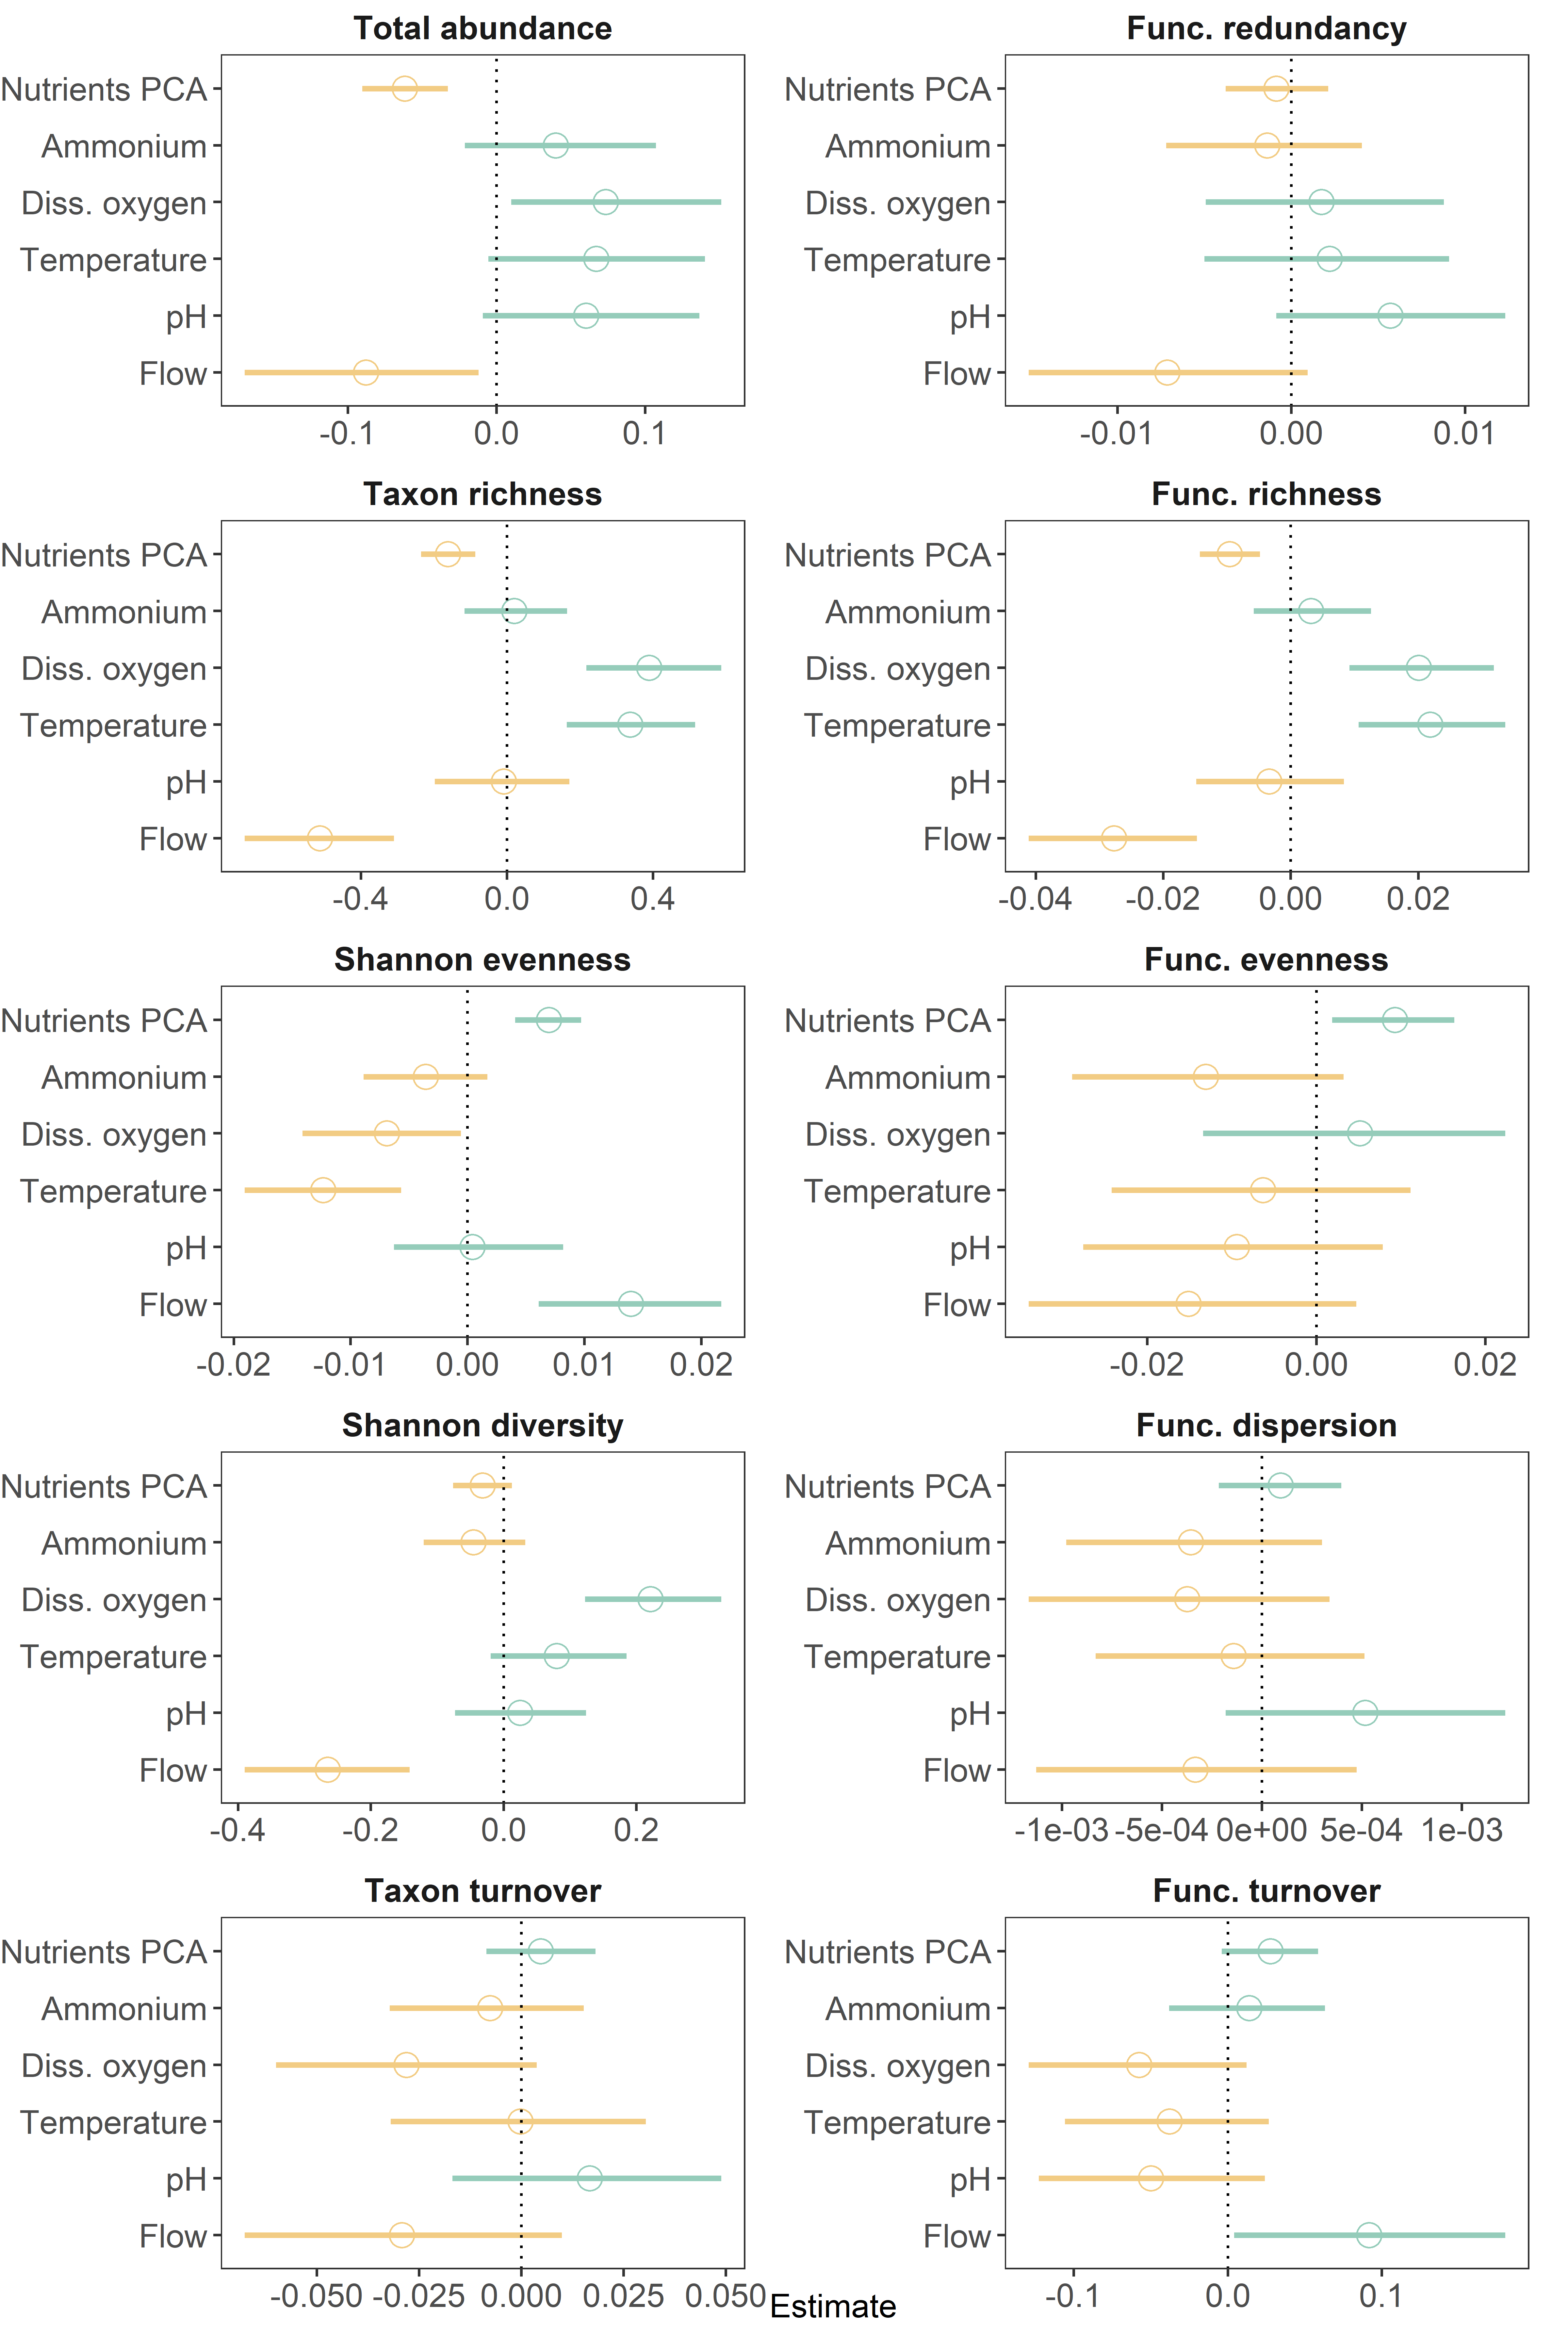 Total abundance
Nutrients PCA
Ammonium
Diss. oxygen
Temperature
pH
Flow
-0.1 0.0 0.1
Func. redundancy
Nutrients PCA
Ammonium
Diss. oxygen
Temperature
pH
Flow
-0.01 0.00 0.01
Taxon richness
Nutrients PCA
Ammonium
Diss. oxygen
Temperature
pH
Flow
-0.4 0.0 0.4
Func. richness
Nutrients PCA
Ammonium
Diss. oxygen
Temperature
pH
Flow
-0.04 -0.02 0.00 0.02
Shannon evenness
Nutrients PCA
Ammonium
Diss. oxygen
Temperature
pH
Flow
-0.02 -0.01 0.00 0.01 0.02
Func. evenness
Nutrients PCA
Ammonium
Diss. oxygen
Temperature
pH
Flow
-0.02 0.00 0.02
Shannon diversity
Nutrients PCA
Ammonium
Diss. oxygen
Temperature
pH
Flow
-0.4 -0.2 0.0 0.2
Func. dispersion
Nutrients PCA
Ammonium
Diss. oxygen
Temperature
pH
Flow
-1e-03 -5e-04 0e+00 5e-04 1e-03
Taxon turnover
Nutrients PCA
Ammonium
Diss. oxygen
Temperature
pH
Flow
-0.050 -0.025 0.000 0.025 0.050
Func. turnover
Nutrients PCA
Ammonium
Diss. oxygen
Temperature
pH
Flow
-0.1 0.0 0.1
Estimate